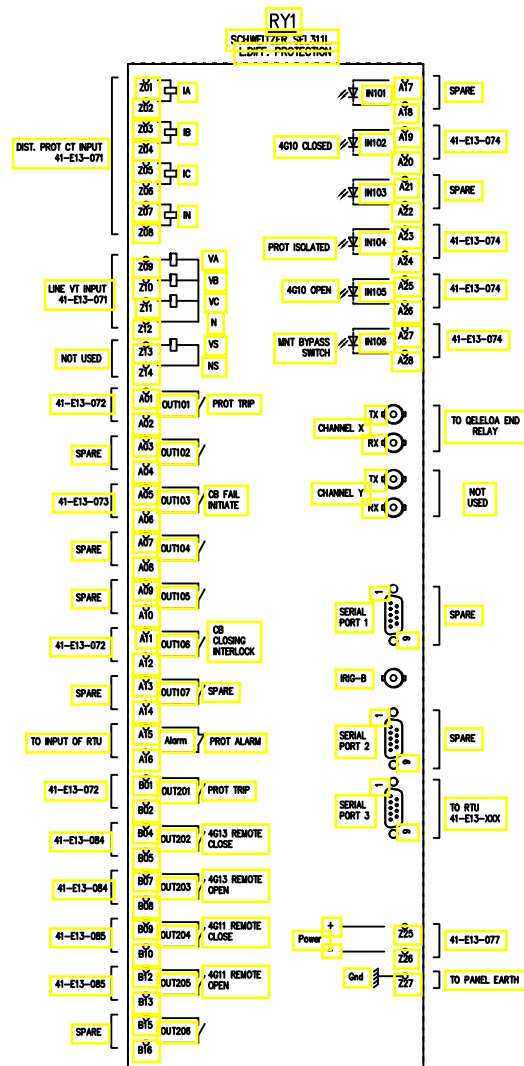 RY1
SCHWEITZER SEL311L
L.DIFF. PROTECTION
DIST. PROT CT INPUT
41-E13-071
Z01
Z02
IA
Z03
Z04
IB
Z05
Z06
IC
Z07
Z08
IN
LINE VT INPUT
41-E13-071
Z09
VA
Z10
VB
Z11
VC
Z12
N
NOT USED
Z13
VS
Z14
NS
41-E13-072
A01
A02
OUT101
PROT TRIP
SPARE
A03
A04
OUT102
41-E13-073
A05
A06
OUT103
CB FAIL
INITIATE
SPARE
A07
A08
OUT104
SPARE
A09
A10
OUT105
41-E13-072
A11
A12
OUT106
CB
CLOSING
INTERLOCK
SPARE
A13
A14
OUT107
SPARE
TO INPUT OF RTU
A15
A16
Alarm
PROT ALARM
41-E13-072
B01
B02
OUT201
PROT TRIP
41-E13-084
B04
B05
OUT202
4G13 REMOTE
CLOSE
41-E13-084
B07
B08
OUT203
4G13 REMOTE
OPEN
41-E13-085
B09
B10
OUT204
4G11 REMOTE
CLOSE
41-E13-085
B12
B13
OUT205
4G11 REMOTE
OPEN
SPARE
B15
B16
OUT206
IN101
A17
A18
SPARE
4G10 CLOSED
IN102
A19
A20
41-E13-074
IN103
A21
A22
SPARE
PROT ISOLATED
IN104
A23
A24
41-E13-074
4G10 OPEN
IN105
A25
A26
41-E13-074
MNT BYPASS
SWITCH
IN106
A27
A28
41-E13-074
CHANNEL X
TX
RX
TO QELELOA END
RELAY
CHANNEL Y
TX
RX
NOT
USED
SERIAL
PORT 1
1
9
SPARE
IRIG-B
SERIAL
PORT 2
1
9
SPARE
SERIAL
PORT 3
1
9
TO RTU
41-E13-XXX
Power
+
-
Z25
Z26
41-E13-077
Gnd
Z27
TO PANEL EARTH